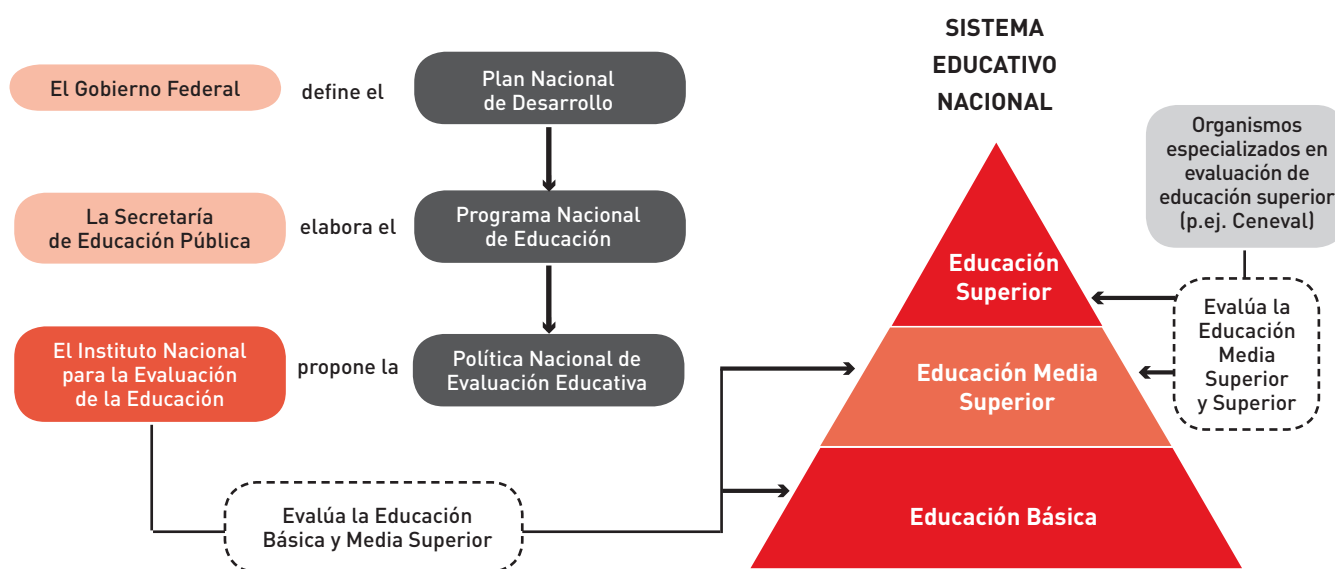 SISTEMA
EDUCATIVO
NACIONAL
El Gobierno Federal
define el
Plan Nacional
de Desarrollo
La Secretaría
de Educación Pública
elabora el
Programa Nacional
de Educación
El Instituto Nacional
para la Evaluación
de la Educación
propone la
Política Nacional de
Evaluación Educativa
Evalúa la Educación
Básica y Media Superior
Educación
Superior
Educación Media
Superior
Educación Básica
Organismos
especializados en
evaluación de
educación superior
(p.ej. Ceneval)
Evalúa la
Educación
Media
Superior
y Superior